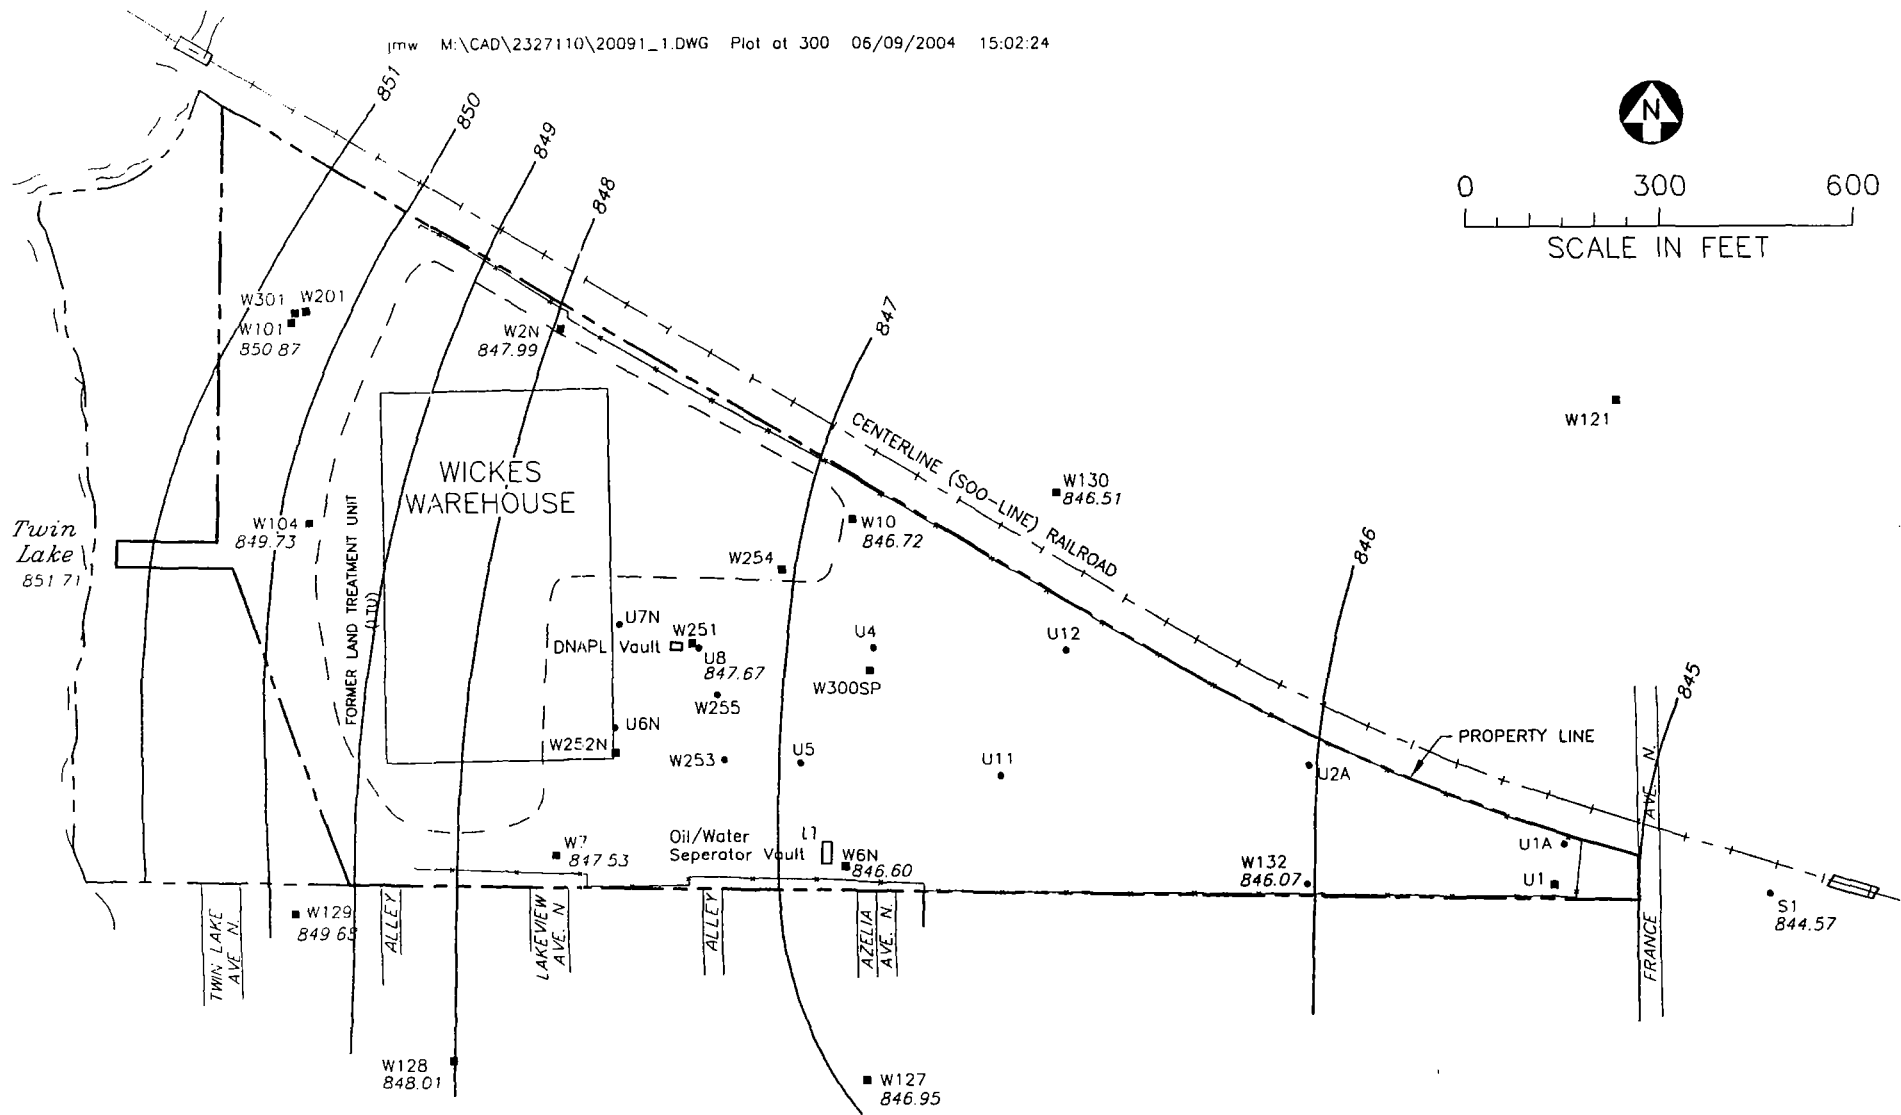 jmw M:\CAD\2327110\20091_1.DWG Plot at 300 06/09/2004 15:02:24
851
850
849
848
847
846
845
N
0 300 600
SCALE IN FEET
W301 W201
W101
850 87
W2N
847.99
WICKES
WAREHOUSE
FORMER LAND TREATMENT UNIT
(LTU)
Twin
Lake
851 71
W104
849.73
CENTERLINE (SOO-LINE) RAILROAD
W121
W130
846.51
W10
846.72
W254
U7N
DNAPL Vault
W251
U8
847.67
W255
U4
W300SP
U12
U6N
W252N
W253
U5
U11
U2A
PROPERTY LINE
W7
847.53
Oil/Water
Seperator Vault
L1
W6N
846.60
W132
846.07
U1A
U1
S1
844.57
W129
TWIN LAKE
AVE. N.
ALLEY
LAKEVIEW
AVE. N
ALLEY
AZELIA
AVE. N.
FRANCE AVE. N.
W128
848.01
W127
846.95